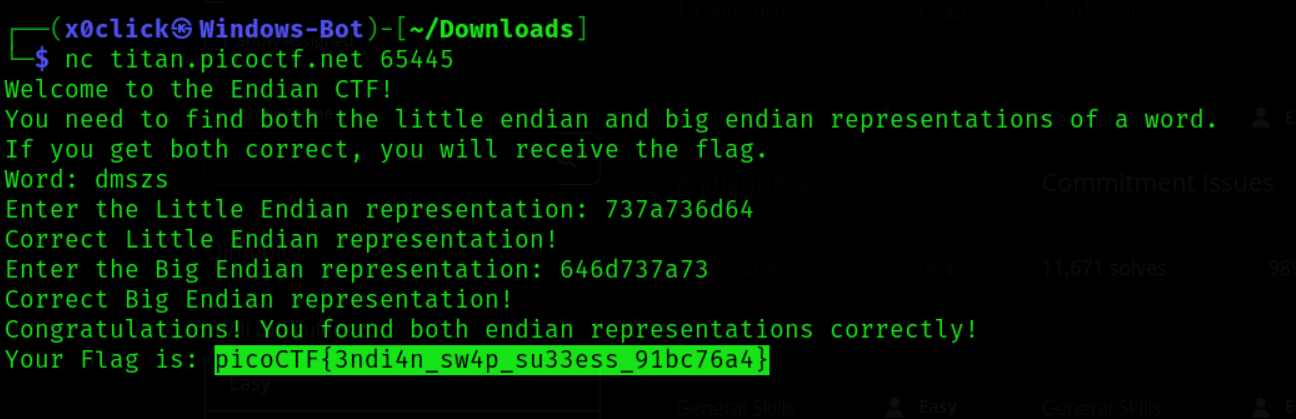 ┌──(x0click㉿Windows-Bot)-[~/Downloads]
└─$ nc titan.picoctf.net 65445
Welcome to the Endian CTF!
You need to find both the little endian and big endian representations of a word.
If you get both correct, you will receive the flag.
Word: dmszs
Enter the Little Endian representation: 737a736d64
Correct Little Endian representation!
Enter the Big Endian representation: 646d737a73
Correct Big Endian representation!
Congratulations! You found both endian representations correctly!
Your Flag is: picoCTF{3ndi4n_sw4p_su33ess_91bc76a4}
endianness
Commitment Issues
11,671 solves
98%
Easy
General Skills
Easy
General Skills